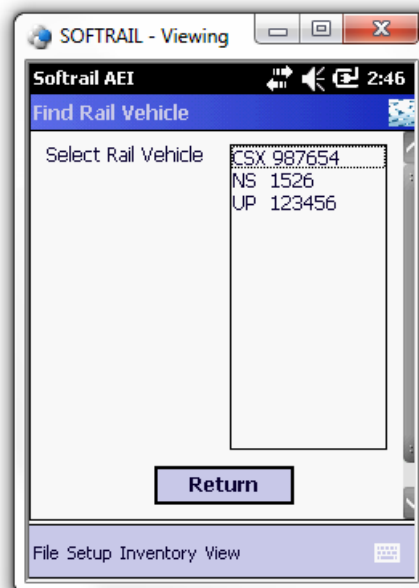 SOFTRAIL - Viewing
Softrail AEI 2:46
Find Rail Vehicle
Select Rail Vehicle
CSX 987654
NS 1526
UP 123456
Return
File Setup Inventory View